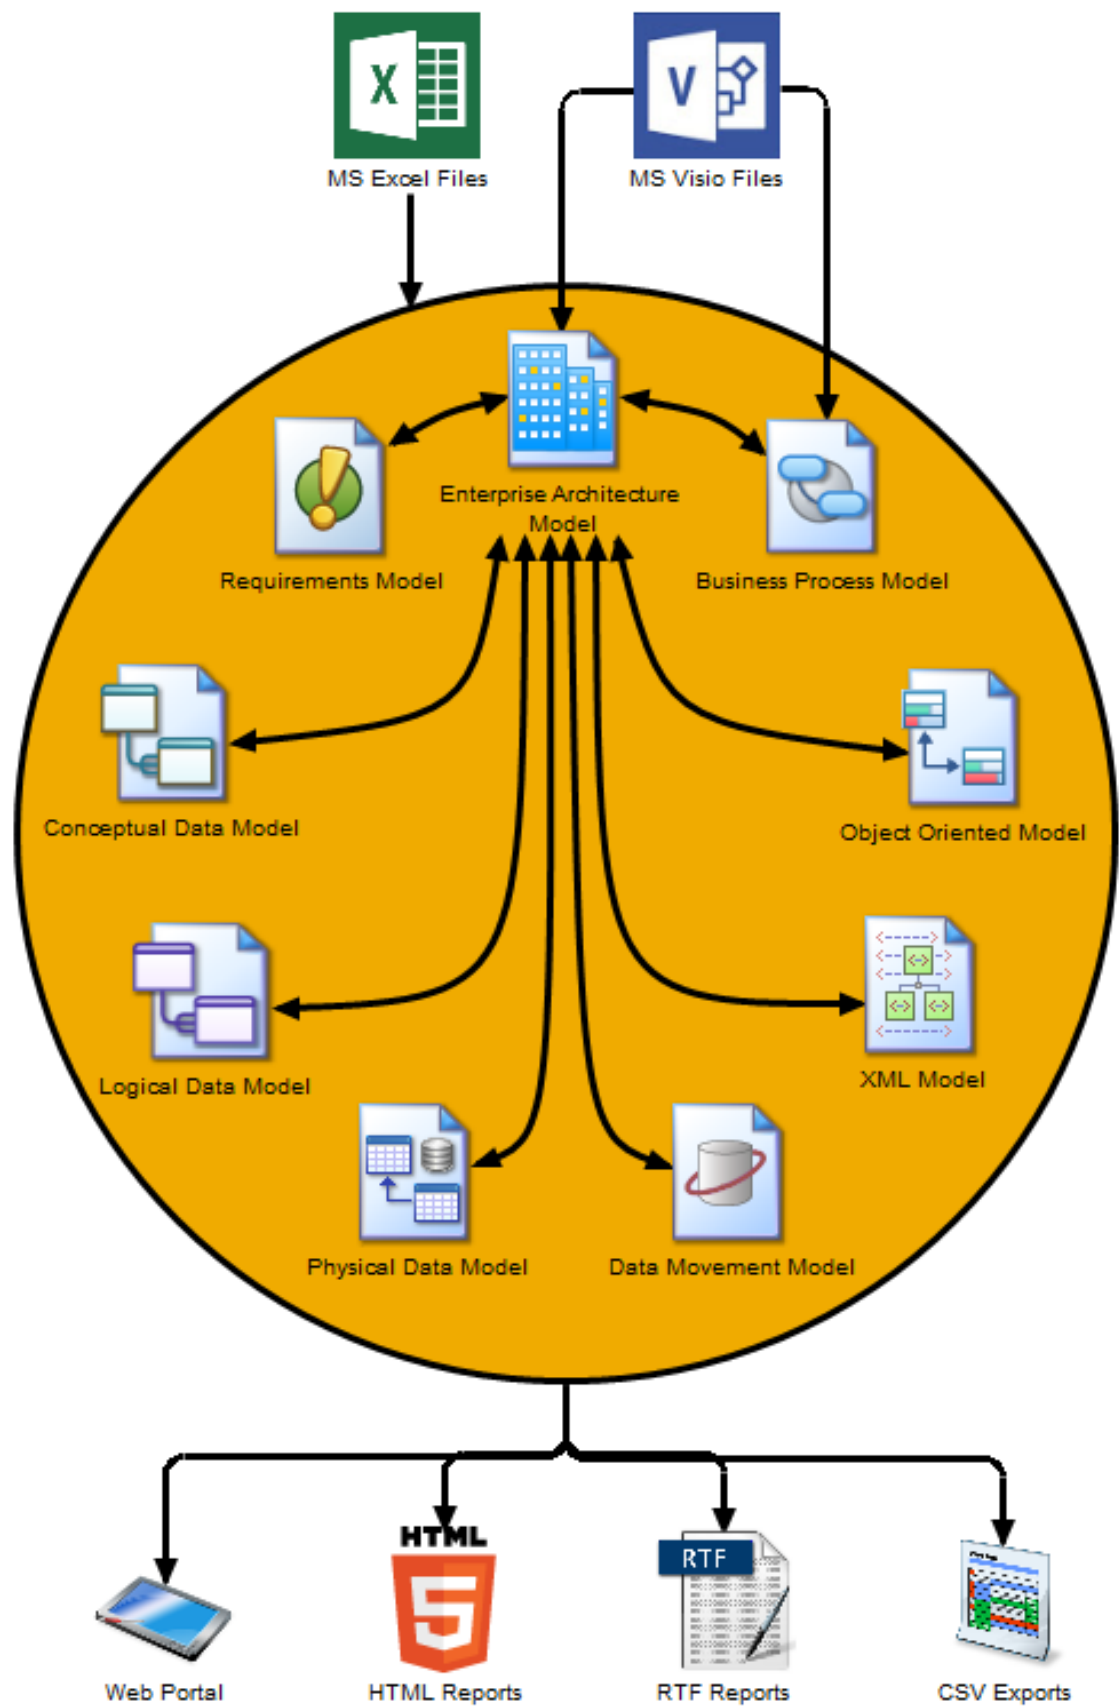 X
V
MS Excel Files
MS Visio Files
Enterprise Architecture
Model
Requirements Model
Business Process Model
Conceptual Data Model
Object Oriented Model
Logical Data Model
XML Model
Physical Data Model
Data Movement Model
HTML
5
RTF
Web Portal
HTML Reports
RTF Reports
CSV Exports